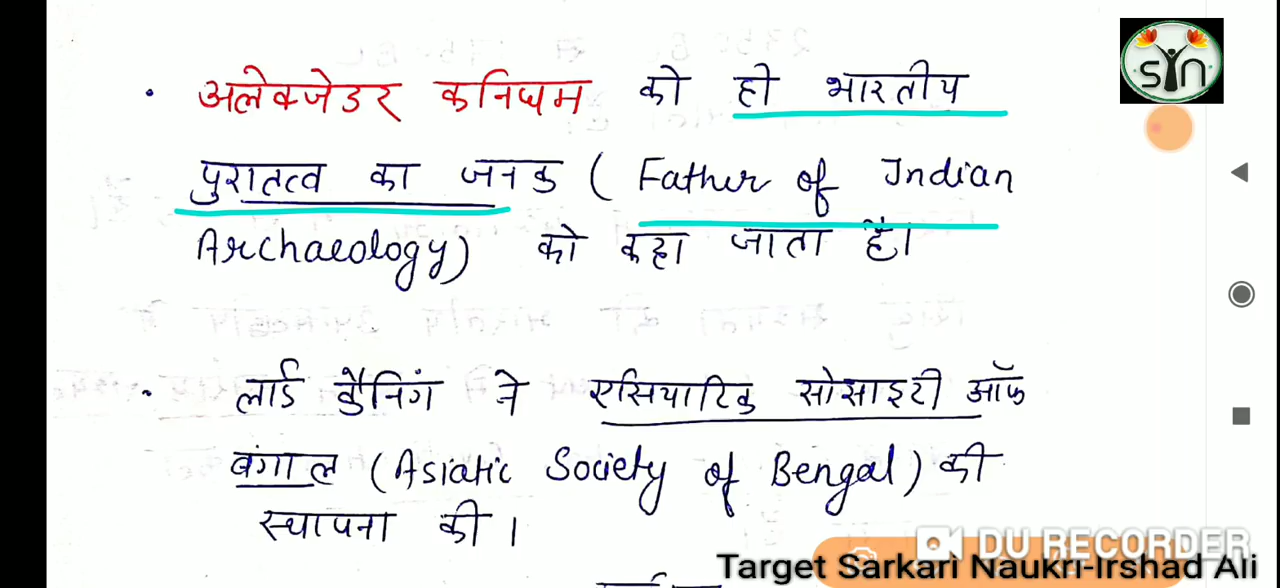 • अलेक्जेडर कनिघम को ही भारतीय
पुरातत्व का जनक ( Father of Indian
Archaeology) को कहा जाता है।
• लार्ड कैनिंग ने एसियाटिक सोसाइटी ऑफ
बंगाल (Asiatic Society of Bengal) की
स्थापना की ।
SYN
DU RECORDER
Target Sarkari Naukri-Irshad Ali